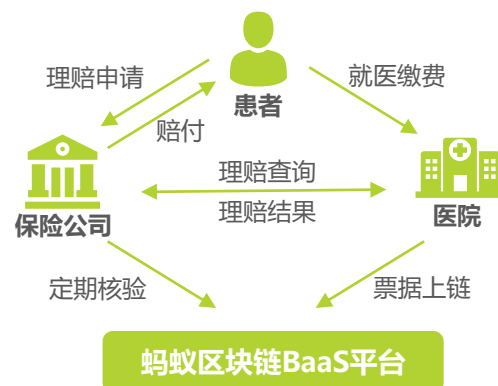 患者
理赔申请
赔付
就医缴费
保险公司
理赔查询
理赔结果
医院
定期核验
票据上链
蚂蚁区块链BaaS平台